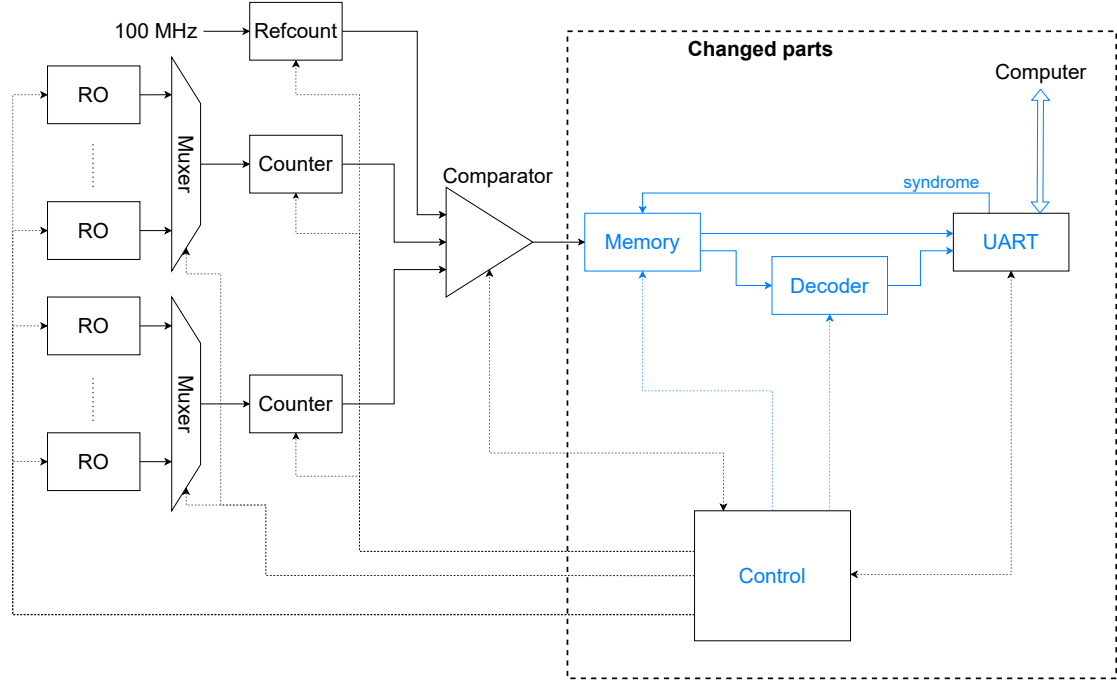 100 MHz
Refcount
Changed parts
Computer
RO
Muxer
Counter
Comparator
syndrome
RO
Memory
UART
Decoder
RO
Muxer
Counter
RO
Control